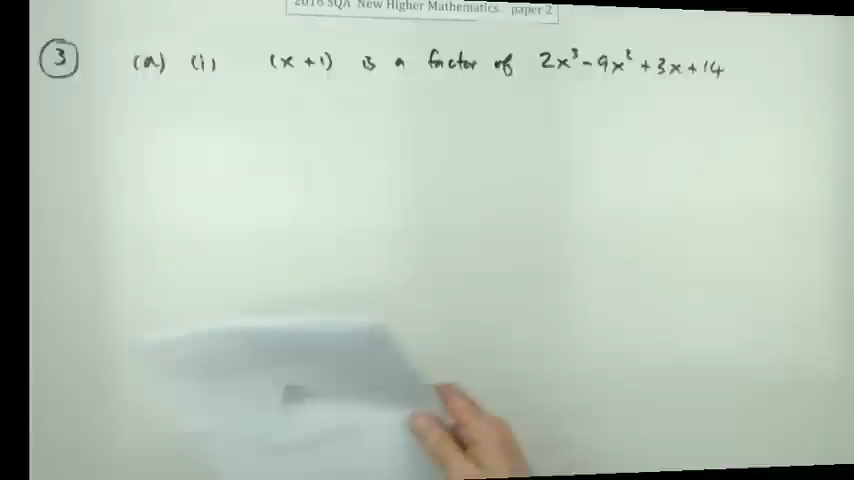 2016 SQA New Higher Mathematics paper 2
3 (a) (i) (x + 1) is a factor of 2x³ - 9x² + 3x + 14